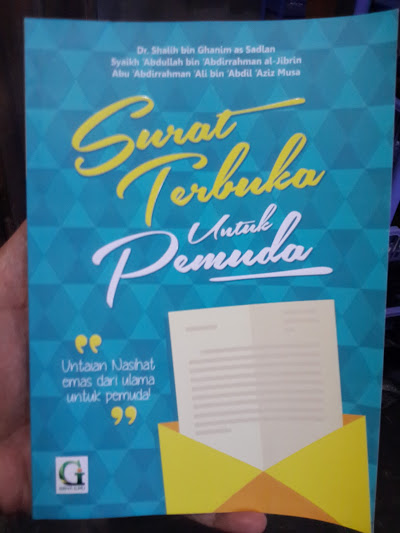 Dr. Shalih bin Ghanim as Sadlan
Syaikh 'Abdullah bin 'Abdirrahman al-Jibrin
Abu 'Abdirrahman 'Ali bin 'Abdil 'Aziz Musa
Surat
Terbuka
Untuk
Pemuda
"
Untaian Nasihat
emas dari ulama
untuk pemuda!
"
G